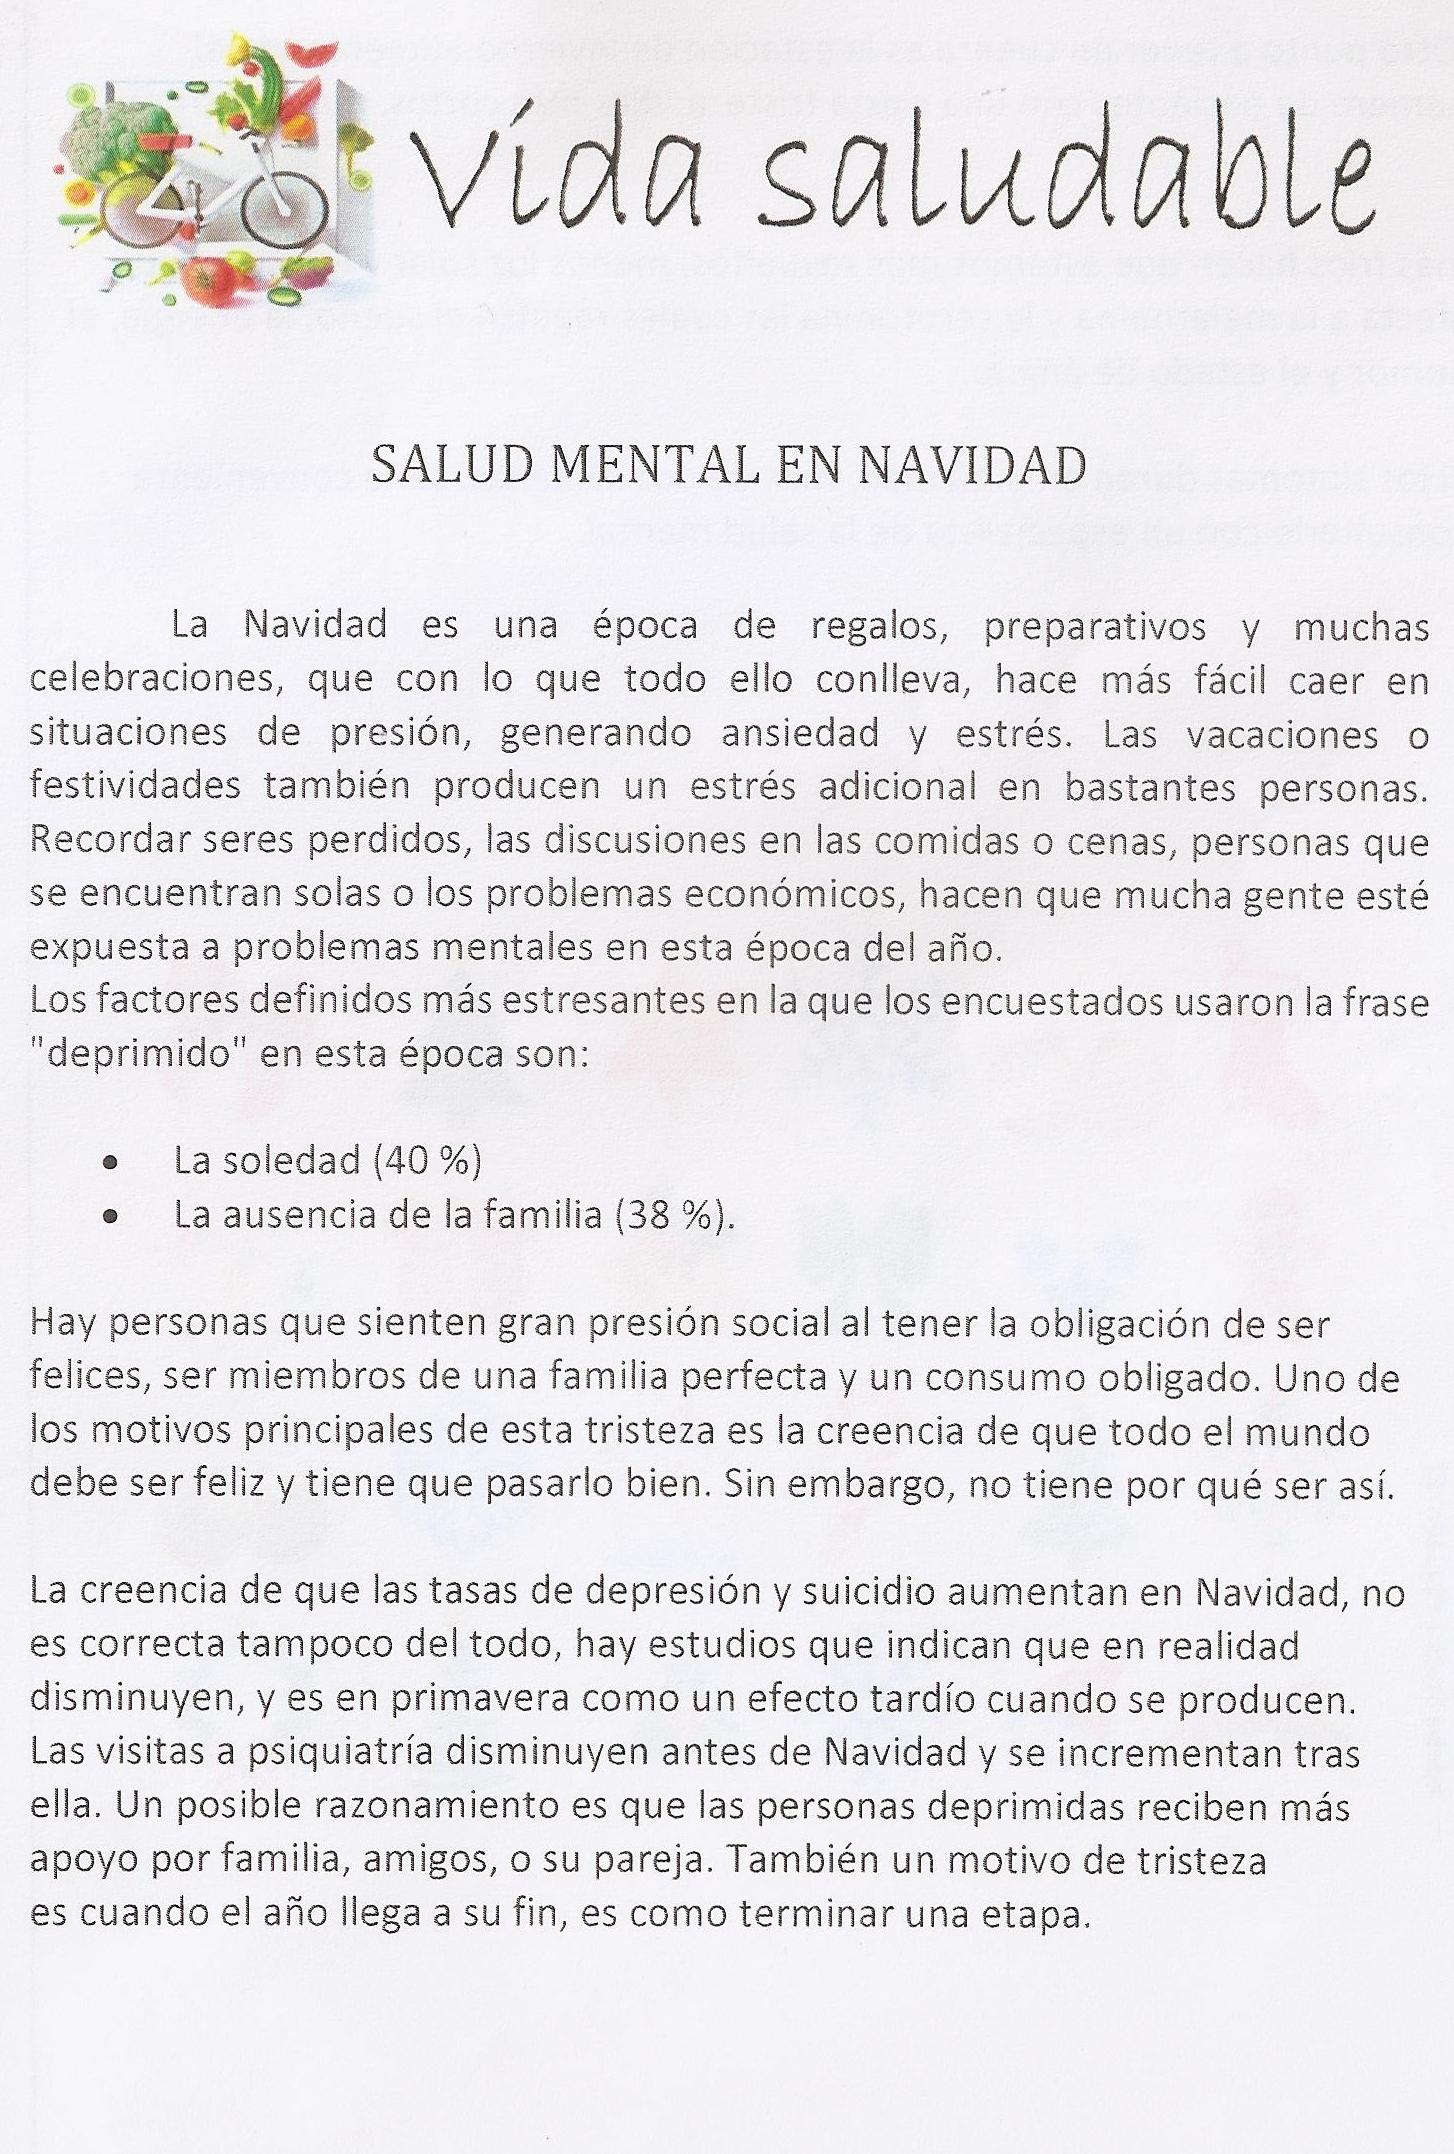 Vida saludable
SALUD MENTAL EN NAVIDAD
La Navidad es una época de regalos, preparativos y muchas
celebraciones, que con lo que todo ello conlleva, hace más fácil caer en
situaciones de presión, generando ansiedad y estrés. Las vacaciones o
festividades también producen un estrés adicional en bastantes personas.
Recordar seres perdidos, las discusiones en las comidas o cenas, personas que
se encuentran solas o los problemas económicos, hacen que mucha gente esté
expuesta a problemas mentales en esta época del año.
Los factores definidos más estresantes en la que los encuestados usaron la frase
"deprimido" en esta época son:
• La soledad (40 %)
• La ausencia de la familia (38 %).
Hay personas que sienten gran presión social al tener la obligación de ser
felices, ser miembros de una familia perfecta y un consumo obligado. Uno de
los motivos principales de esta tristeza es la creencia de que todo el mundo
debe ser feliz y tiene que pasarlo bien. Sin embargo, no tiene por qué ser así.
La creencia de que las tasas de depresión y suicidio aumentan en Navidad, no
es correcta tampoco del todo, hay estudios que indican que en realidad
disminuyen, y es en primavera como un efecto tardío cuando se producen.
Las visitas a psiquiatría disminuyen antes de Navidad y se incrementan tras
ella. Un posible razonamiento es que las personas deprimidas reciben más
apoyo por familia, amigos, o su pareja. También un motivo de tristeza
es cuando el año llega a su fin, es como terminar una etapa.